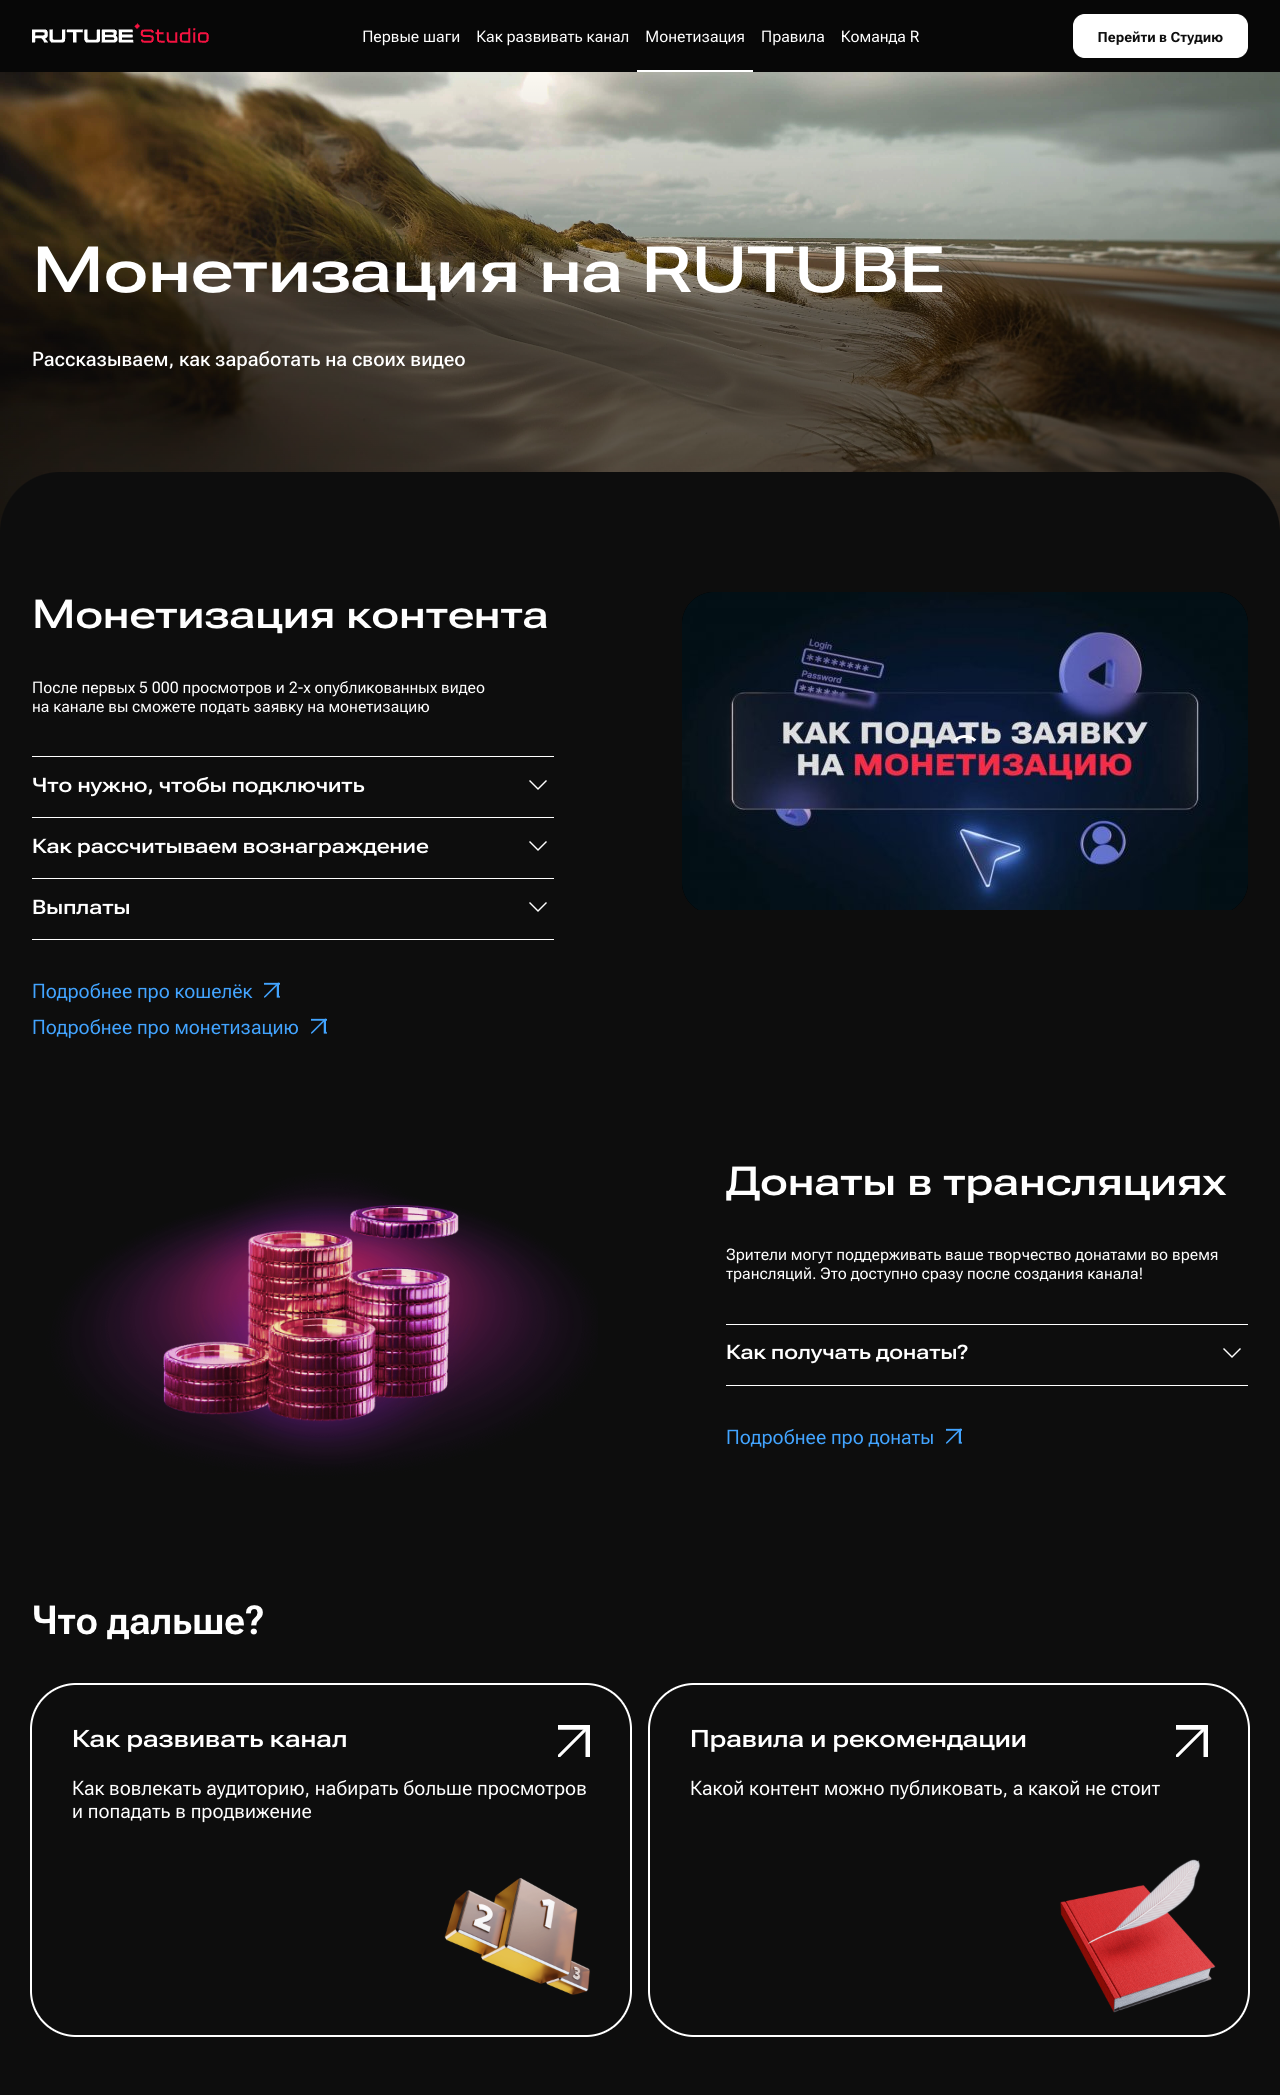 RUTUBE Studio
Первые шаги
Как развивать канал
Монетизация
Правила
Команда R
Перейти в Студию
Монетизация на RUTUBE
Рассказываем, как заработать на своих видео
Монетизация контента
После первых 5 000 просмотров и 2-х опубликованных видео
на канале вы сможете подать заявку на монетизацию
Что нужно, чтобы подключить
Как рассчитываем вознаграждение
Выплаты
Подробнее про кошелёк
Подробнее про монетизацию
Login
********
Password
******
КАК ПОДАТЬ ЗАЯВКУ
НА МОНЕТИЗАЦИЮ
Донаты в трансляциях
Зрители могут поддерживать ваше творчество донатами во время
трансляций. Это доступно сразу после создания канала!
Как получать донаты?
Подробнее про донаты
Что дальше?
Как развивать канал
Как вовлекать аудиторию, набирать больше просмотров
и попадать в продвижение
2
1
3
Правила и рекомендации
Какой контент можно публиковать, а какой не стоит